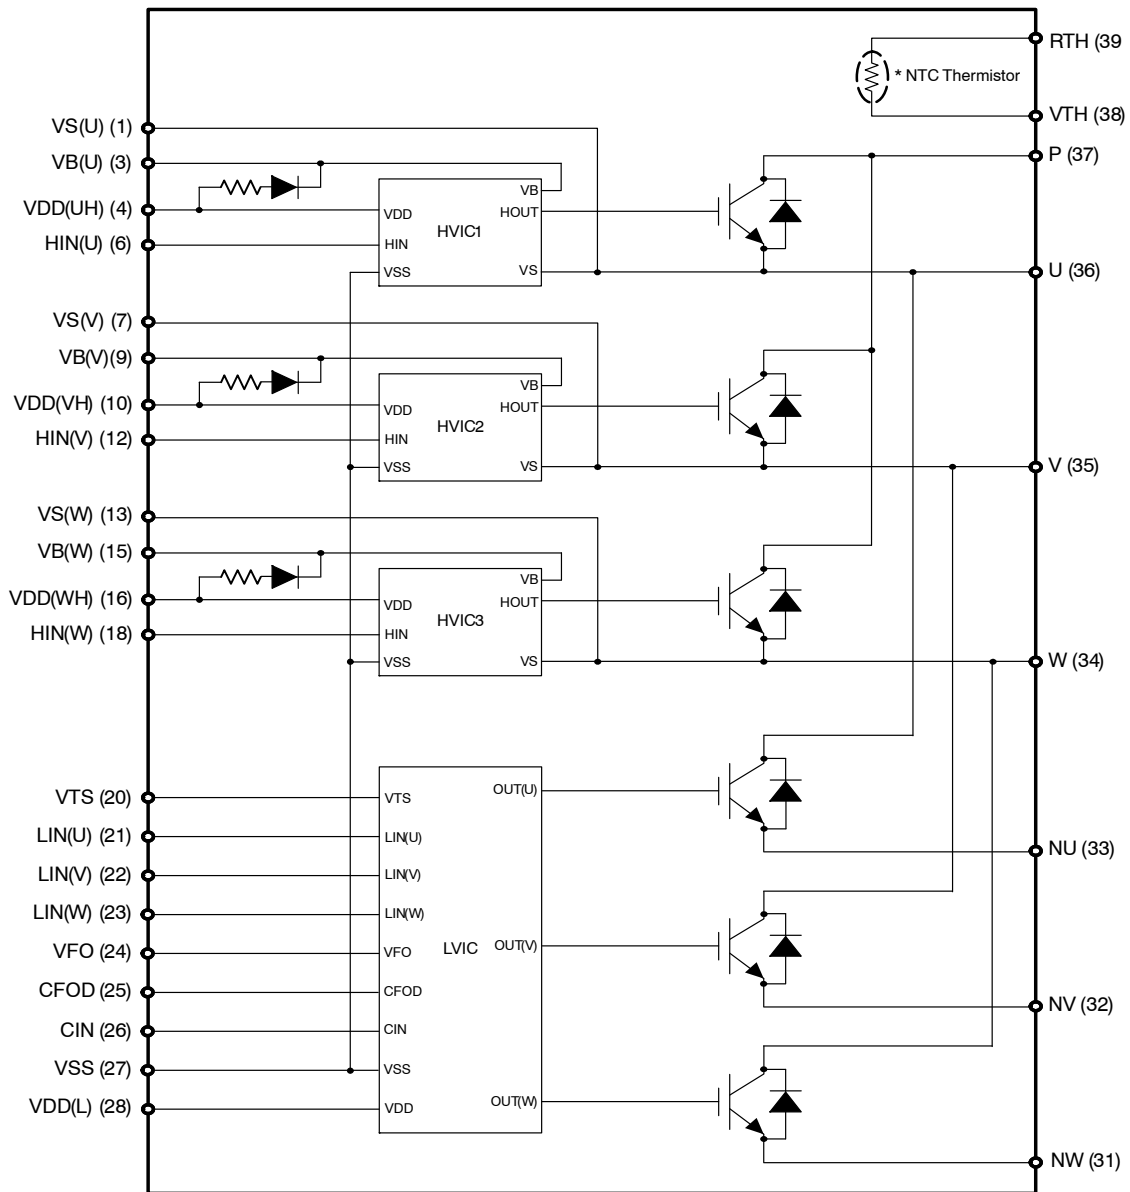 RTH (39
* NTC Thermistor
VTH (38)
P (37)
U (36)
V (35)
W (34)
NU (33)
NV (32)
NW (31)
VS(U) (1)
VB(U) (3)
VDD(UH) (4)
HIN(U) (6)
VS(V) (7)
VB(V)(9)
VDD(VH) (10)
HIN(V) (12)
VS(W) (13)
VB(W) (15)
VDD(WH) (16)
HIN(W) (18)
VTS (20)
LIN(U) (21)
LIN(V) (22)
LIN(W) (23)
VFO (24)
CFOD (25)
CIN (26)
VSS (27)
VDD(L) (28)
VB
VDD
HOUT
HVIC1
HIN
VSS
VS
VB
VDD
HOUT
HVIC2
HIN
VSS
VS
VB
VDD
HOUT
HVIC3
HIN
VSS
VS
VTS
OUT(U)
LIN(U)
LIN(V)
LIN(W)
VFO
LVIC
OUT(V)
CFOD
CIN
VSS
VDD
OUT(W)